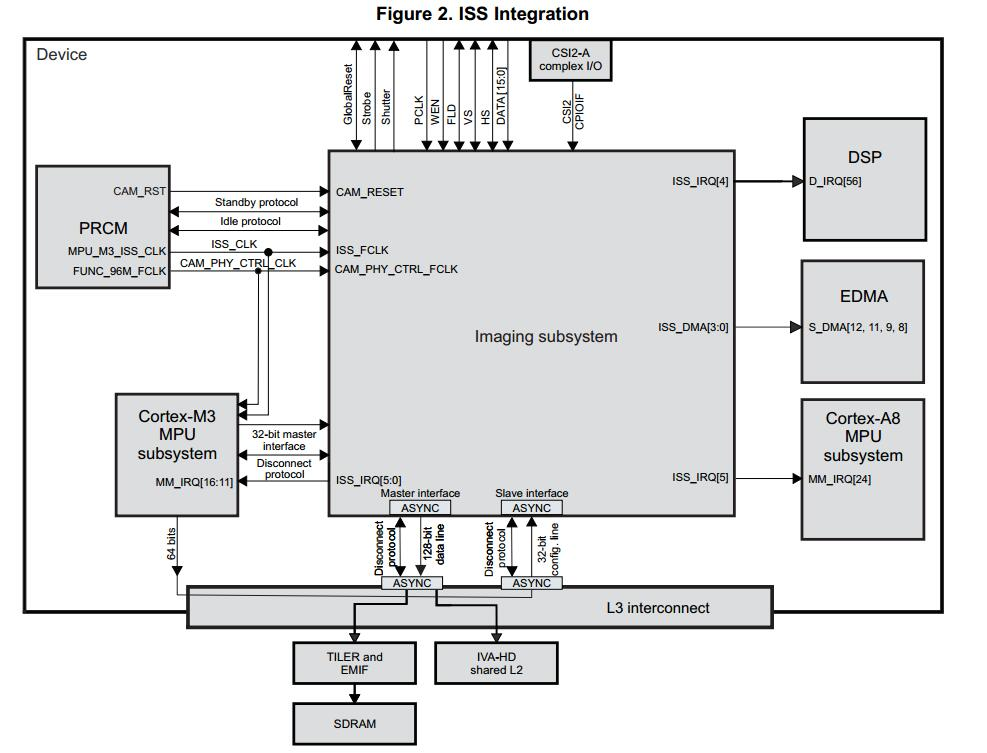 Figure 2. ISS Integration
Device
GlobalReset
Strobe
Shutter
PCLK
WEN
FLD
VS
HS
DATA [15:0]
CSI2-A
complex I/O
CSI2
CPIOIF
PRCM
CAM_RST
MPU_M3_ISS_CLK
FUNC_96M_FCLK
Standby protocol
Idle protocol
ISS_CLK
CAM_PHY_CTRL_CLK
CAM_RESET
ISS_FCLK
CAM_PHY_CTRL_FCLK
Imaging subsystem
ISS_IRQ[4]
DSP
D_IRQ[56]
ISS_DMA[3:0]
EDMA
S_DMA[12, 11, 9, 8]
Cortex-M3
MPU
subsystem
MM_IRQ[16:11]
32-bit master
interface
Disconnect
protocol
ISS_IRQ[5:0]
ISS_IRQ[5]
Cortex-A8
MPU
subsystem
MM_IRQ[24]
Master interface
ASYNC
Slave interface
ASYNC
64 bits
Disconnect
protocol
128-bit
data line
Disconnect
protocol
32-bit
config. line
ASYNC
ASYNC
L3 interconnect
TILER and
EMIF
IVA-HD
shared L2
SDRAM